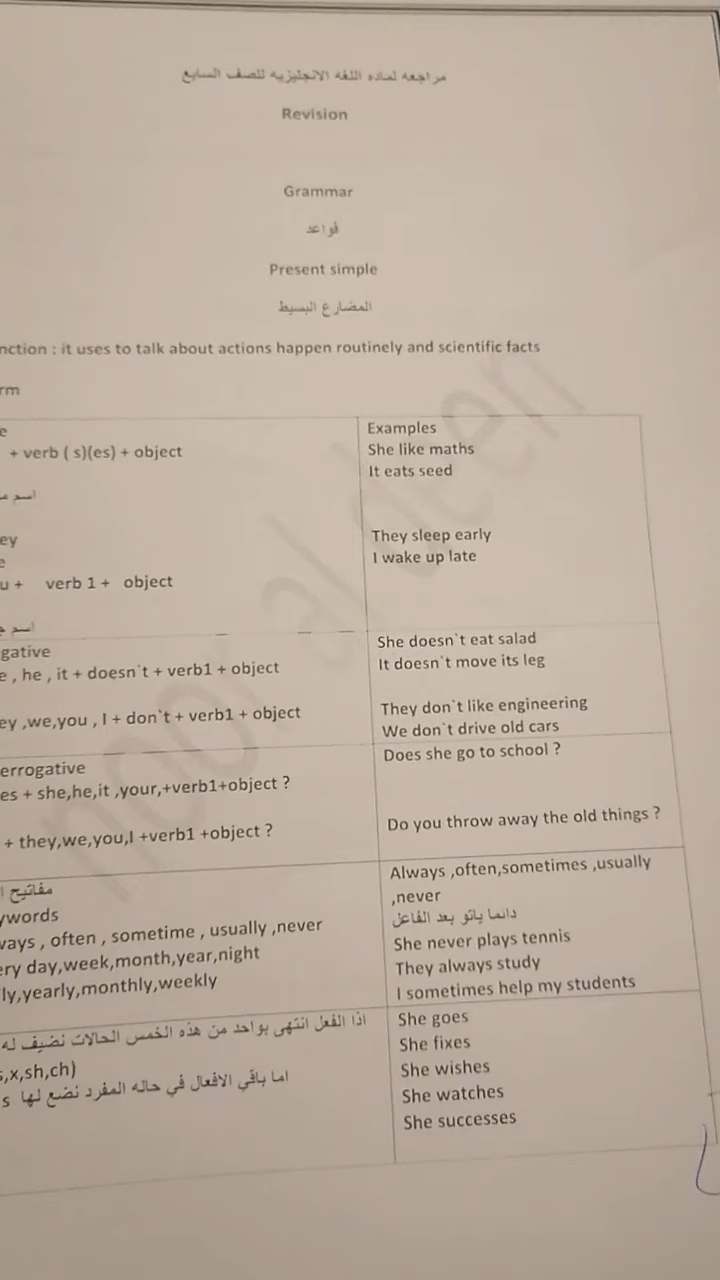 مراجعه لماده اللغه الانجليزيه للصف السابع
Revision
Grammar
قواعد
Present simple
المضارع البسيط
nction : it uses to talk about actions happen routinely and scientific facts
rm
e
+ verb ( s)(es) + object
اسم
ey
e
u + verb 1 + object
اسم
Examples
She like maths
It eats seed
They sleep early
I wake up late
gative
e , he , it + doesn`t + verb1 + object
ey ,we,you , I + don`t + verb1 + object
She doesn`t eat salad
It doesn`t move its leg
They don`t like engineering
We don`t drive old cars
errogative
es + she,he,it ,your,+verb1+object ?
+ they,we,you,I +verb1 +object ?
Does she go to school ?
Do you throw away the old things ?
مفاتيح ا
ywords
ways , often , sometime , usually ,never
ery day,week,month,year,night
ly,yearly,monthly,weekly
Always ,often,sometimes ,usually
,never
دائما ياتو بعد الفاعل
She never plays tennis
They always study
I sometimes help my students
اذا الفعل انتهى بواحد من هذه الخمس الحالات نضيف له
s,x,sh,ch)
اما باقي الافعال في حاله المفرد نضع لها s
She goes
She fixes
She wishes
She watches
She successes
noor al deen